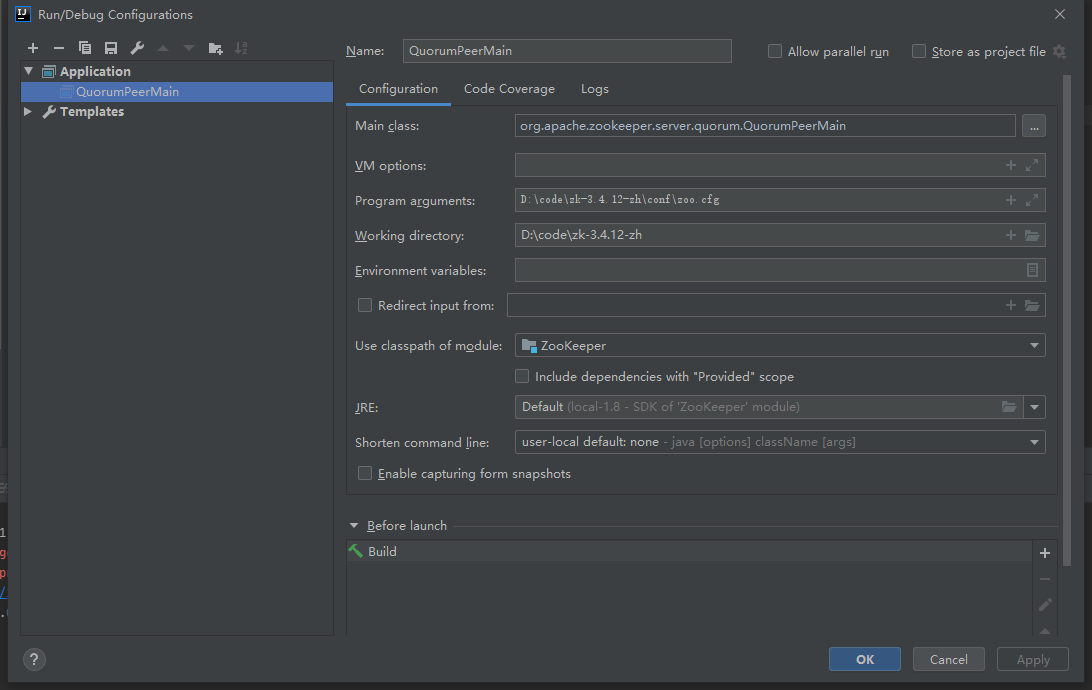 Run/Debug Configurations
Application
QuorumPeerMain
Templates
Name: QuorumPeerMain Allow parallel run Store as project file
Configuration Code Coverage Logs
Main class: org.apache.zookeeper.server.quorum.QuorumPeerMain ...
VM options:
Program arguments: D:\code\zk-3.4.12-zh\conf\zoo.cfg
Working directory: D:\code\zk-3.4.12-zh
Environment variables:
Redirect input from:
Use classpath of module: ZooKeeper
Include dependencies with "Provided" scope
JRE: Default (local-1.8 - SDK of 'ZooKeeper' module)
Shorten command line: user-local default: none - java [options] className [args]
Enable capturing form snapshots
Before launch
Build
? OK Cancel Apply